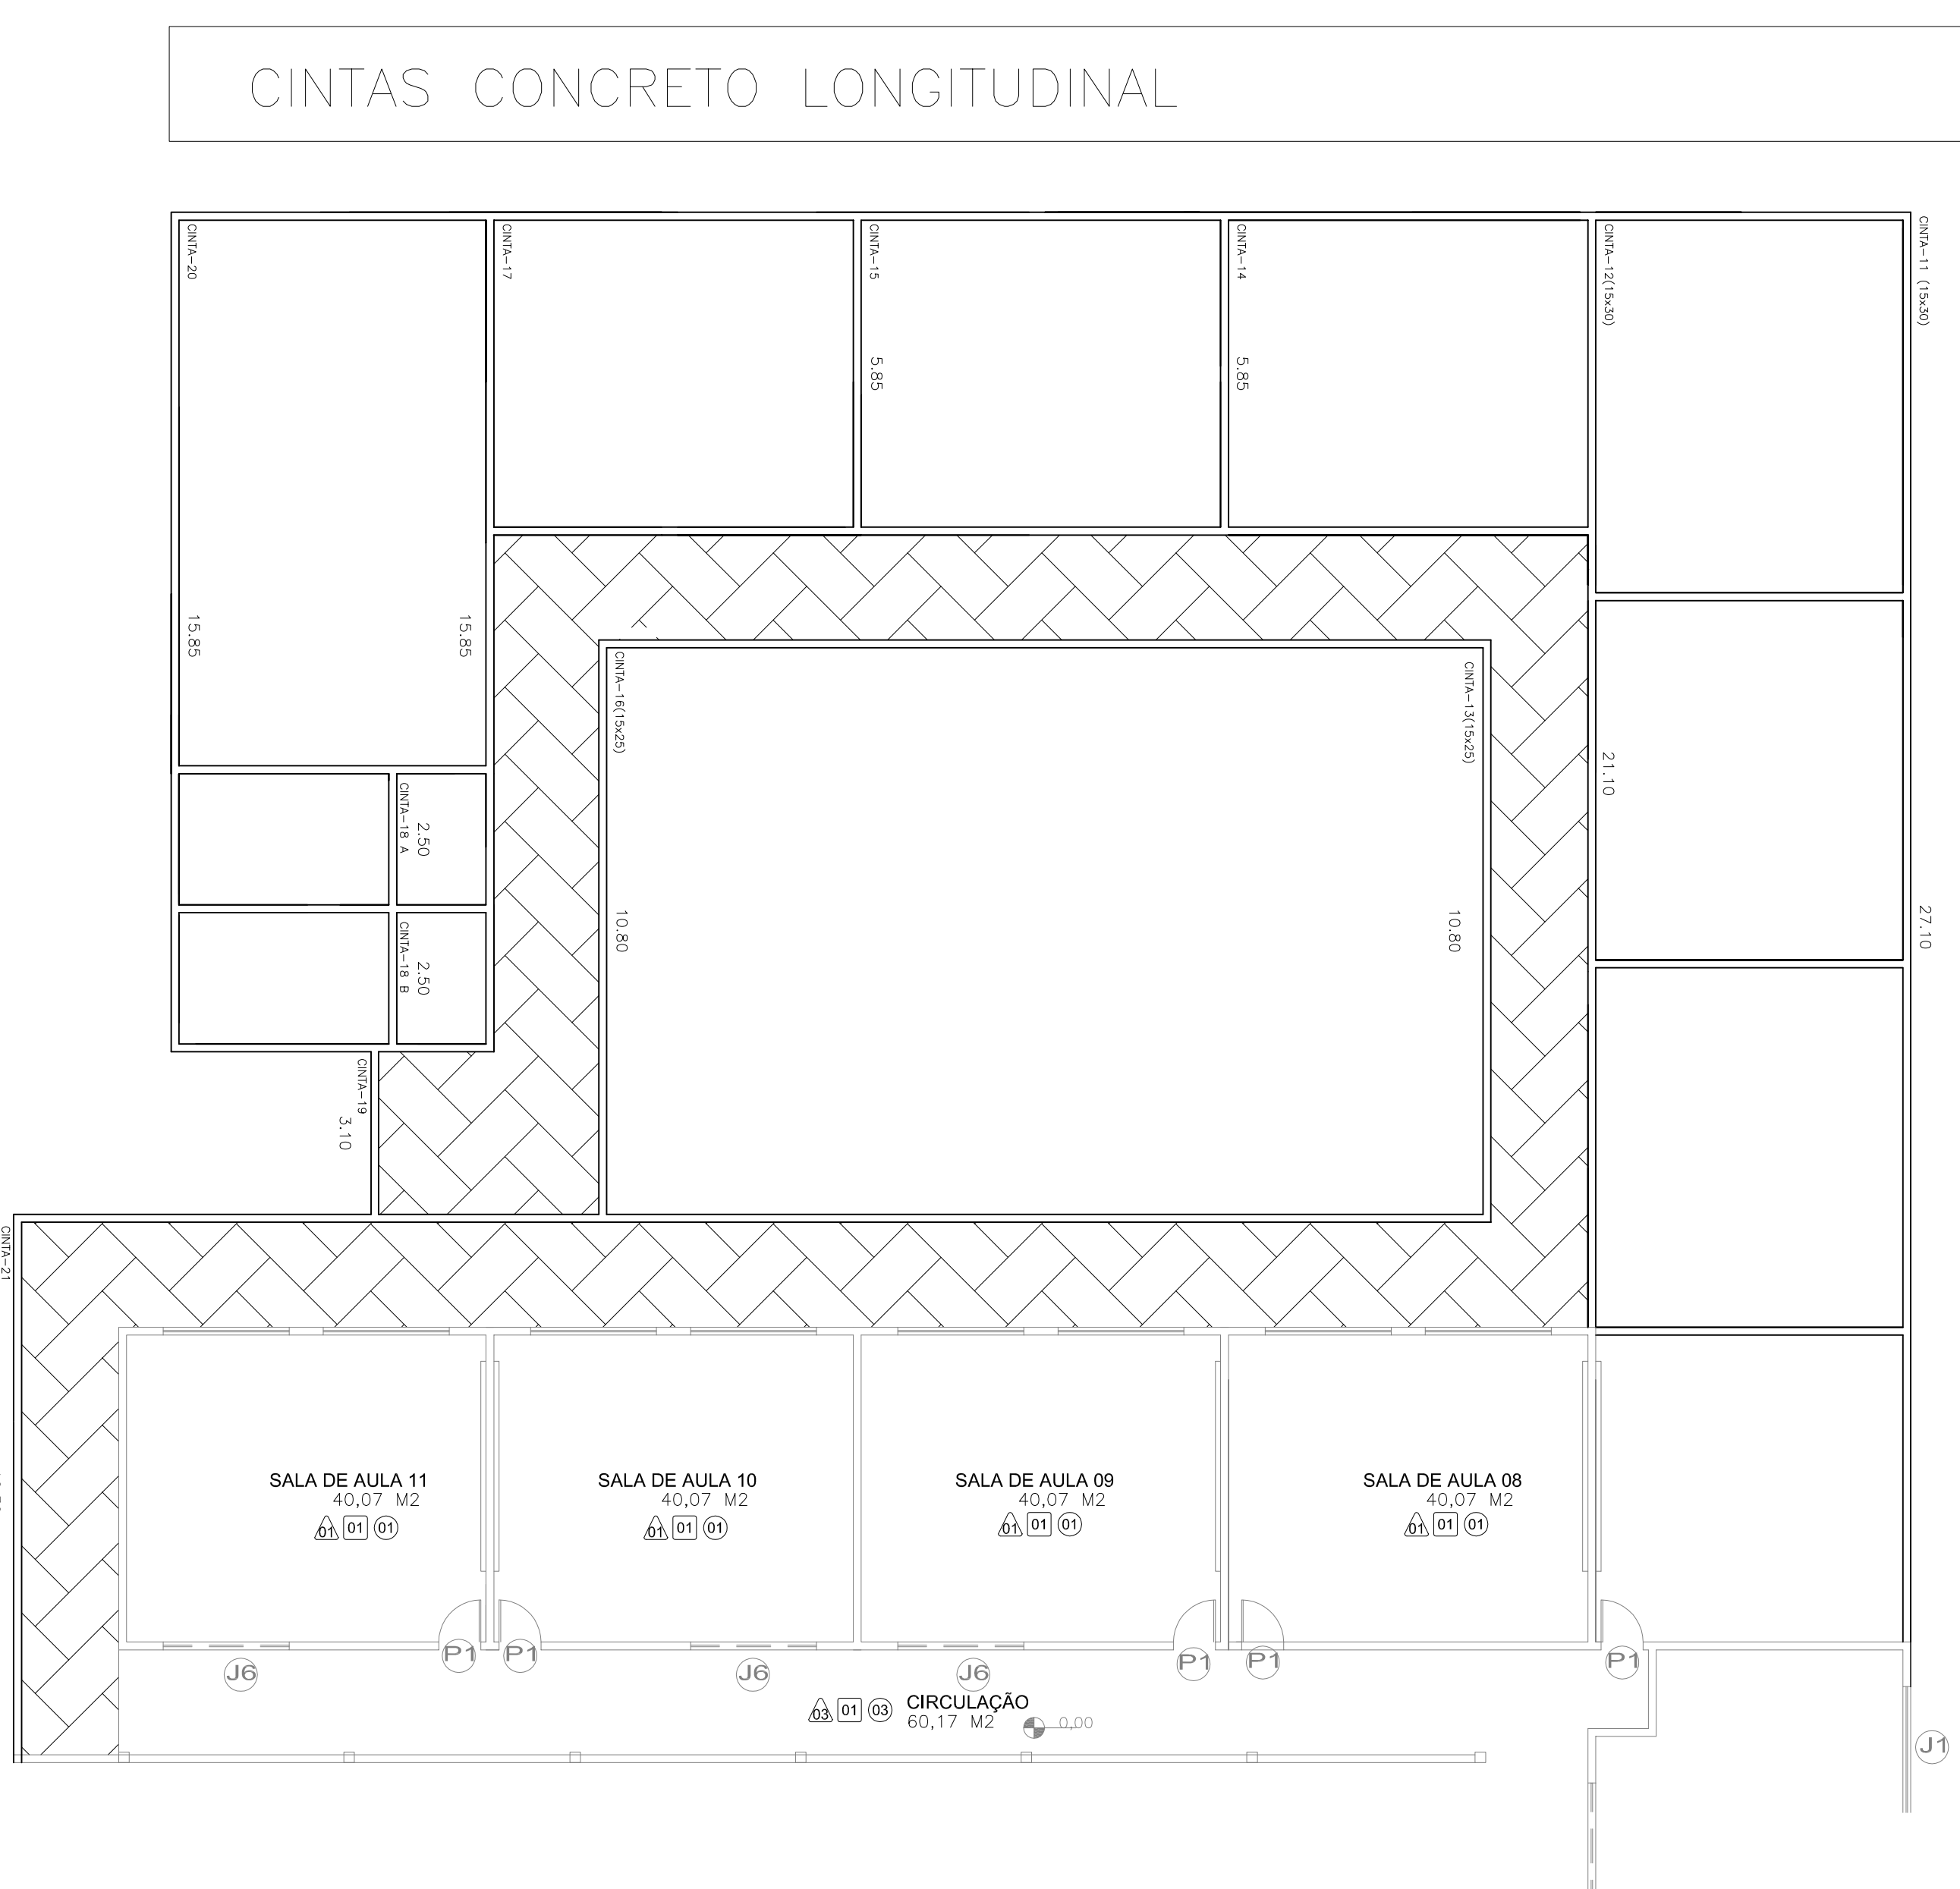 CINTAS CONCRETO LONGITUDINAL
CINTA-20
CINTA-17
CINTA-15
CINTA-14
CINTA-12(15x30)
CINTA-11 (15x30)
5.85
5.85
15.85
15.85
CINTA-16(15x25)
CINTA-13(15x25)
21.10
CINTA-18 A
2.50
10.80
10.80
27.10
CINTA-18 B
2.50
CINTA-19
3.10
CINTA-21
SALA DE AULA 11
40,07 M2
01 01 01
SALA DE AULA 10
40,07 M2
01 01 01
SALA DE AULA 09
40,07 M2
01 01 01
SALA DE AULA 08
40,07 M2
01 01 01
J6
P1
P1
J6
J6
P1
P1
P1
03 01 03 CIRCULAÇÃO
60,17 M2
0,00
J1